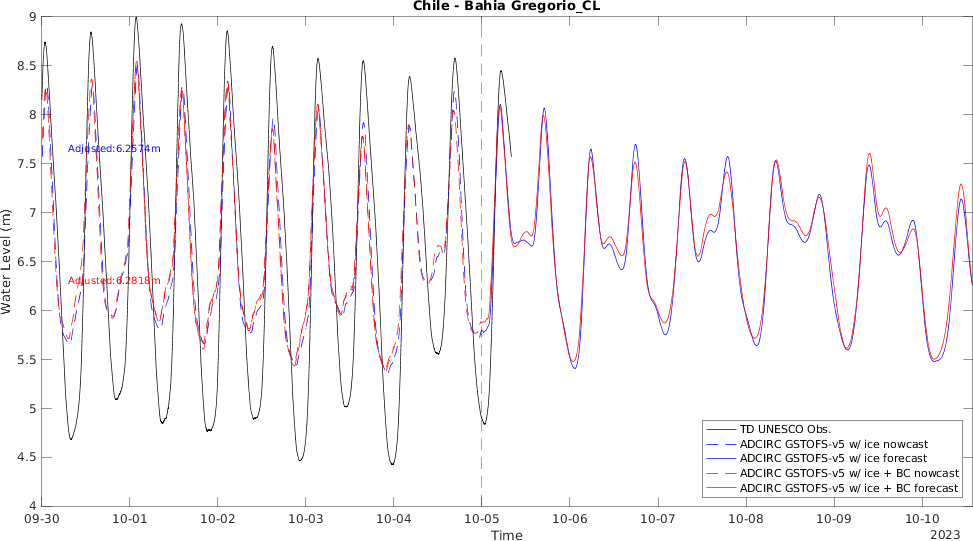 Chile - Bahia Gregorio_CL
Water Level (m)
9
8.5
8
7.5
7
6.5
6
5.5
5
4.5
4
Adjusted:6.2574m
Adjusted:6.2818m
TD UNESCO Obs.
ADCIRC GSTOFS-v5 w/ ice nowcast
ADCIRC GSTOFS-v5 w/ ice forecast
ADCIRC GSTOFS-v5 w/ ice + BC nowcast
ADCIRC GSTOFS-v5 w/ ice + BC forecast
09-30 10-01 10-02 10-03 10-04 10-05 10-06 10-07 10-08 10-09 10-10
Time
2023